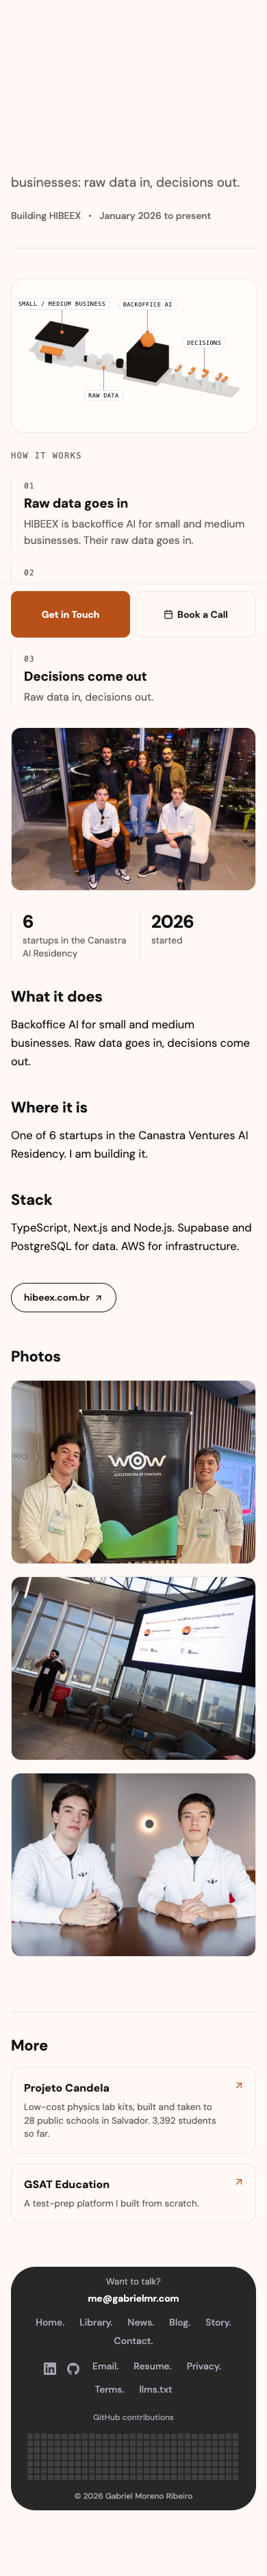 businesses: raw data in, decisions out.
Building HIBEEX • January 2026 to present
SMALL / MEDIUM BUSINESS
BACKOFFICE AI
DECISIONS
RAW DATA
HOW IT WORKS
01
Raw data goes in
HIBEEX is backoffice AI for small and medium
businesses. Their raw data goes in.
02
Get in Touch
Book a Call
03
Decisions come out
Raw data in, decisions out.
6
startups in the Canastra
AI Residency
2026
started
What it does
Backoffice AI for small and medium
businesses. Raw data goes in, decisions come
out.
Where it is
One of 6 startups in the Canastra Ventures AI
Residency. I am building it.
Stack
TypeScript, Next.js and Node.js. Supabase and
PostgreSQL for data. AWS for infrastructure.
hibeex.com.br
Photos
WOW
ACELERADORA DE STARTUPS
More
Projeto Candela
Low-cost physics lab kits, built and taken to
28 public schools in Salvador. 3,392 students
so far.
GSAT Education
A test-prep platform I built from scratch.
Want to talk?
me@gabrielmr.com
Home. Library. News. Blog. Story.
Contact.
Email. Resume. Privacy.
Terms. llms.txt
GitHub contributions
© 2026 Gabriel Moreno Ribeiro